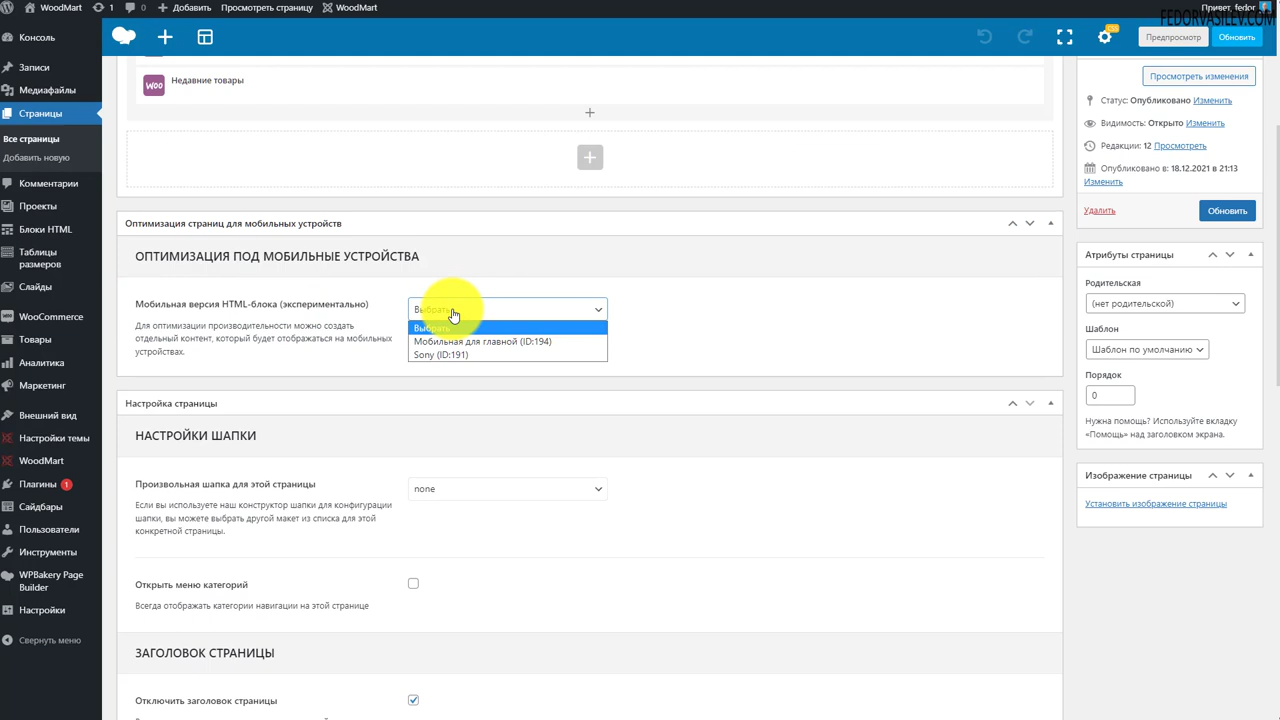 WoodMart
1
0
Добавить
Просмотреть страницу
WoodMart
Привет, fedor
FEDORVASILEV.COM
Консоль
Записи
Медиафайлы
Страницы
Все страницы
Добавить новую
Комментарии
Проекты
Блоки HTML
Таблицы
размеров
Слайды
WooCommerce
Товары
Аналитика
Маркетинг
Внешний вид
Настройки темы
WoodMart
Плагины 1
Сайдбары
Пользователи
Инструменты
WPBakery Page
Builder
Настройки
Свернуть меню
CSS
Предпросмотр
Обновить
WOO
Недавние товары
Оптимизация страниц для мобильных устройств
ОПТИМИЗАЦИЯ ПОД МОБИЛЬНЫЕ УСТРОЙСТВА
Мобильная версия HTML-блока (экспериментально)
Для оптимизации производительности можно создать
отдельный контент, который будет отображаться на мобильных
устройствах.
Выбрать
Выбрать
Мобильная для главной (ID:194)
Sony (ID:191)
Настройка страницы
НАСТРОЙКИ ШАПКИ
Произвольная шапка для этой страницы
Если вы используете наш конструктор шапки для конфигурации
шапки, вы можете выбрать другой макет из списка для этой
конкретной страницы.
none
Открыть меню категорий
Всегда отображать категории навигации на этой странице
ЗАГОЛОВОК СТРАНИЦЫ
Отключить заголовок страницы
Просмотреть изменения
Статус: Опубликовано Изменить
Видимость: Открыто Изменить
Редакции: 12 Просмотреть
Опубликовано в: 18.12.2021 в 21:13
Изменить
Удалить
Обновить
Атрибуты страницы
Родительская
(нет родительской)
Шаблон
Шаблон по умолчанию
Порядок
0
Нужна помощь? Используйте вкладку
«Помощь» над заголовком экрана.
Изображение страницы
Установить изображение страницы